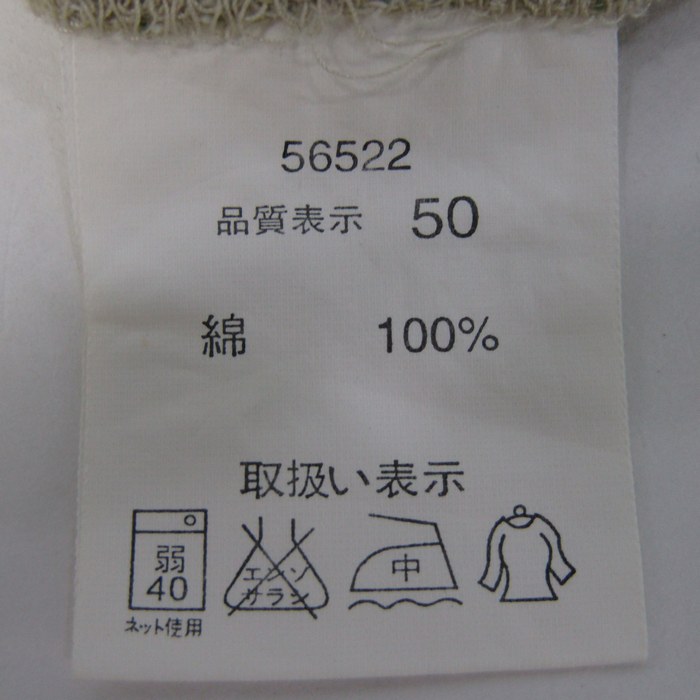 56522
品質表示 50
綿 100%
取扱い表示
弱
40
ネット使用
エンソ
サラシ
中